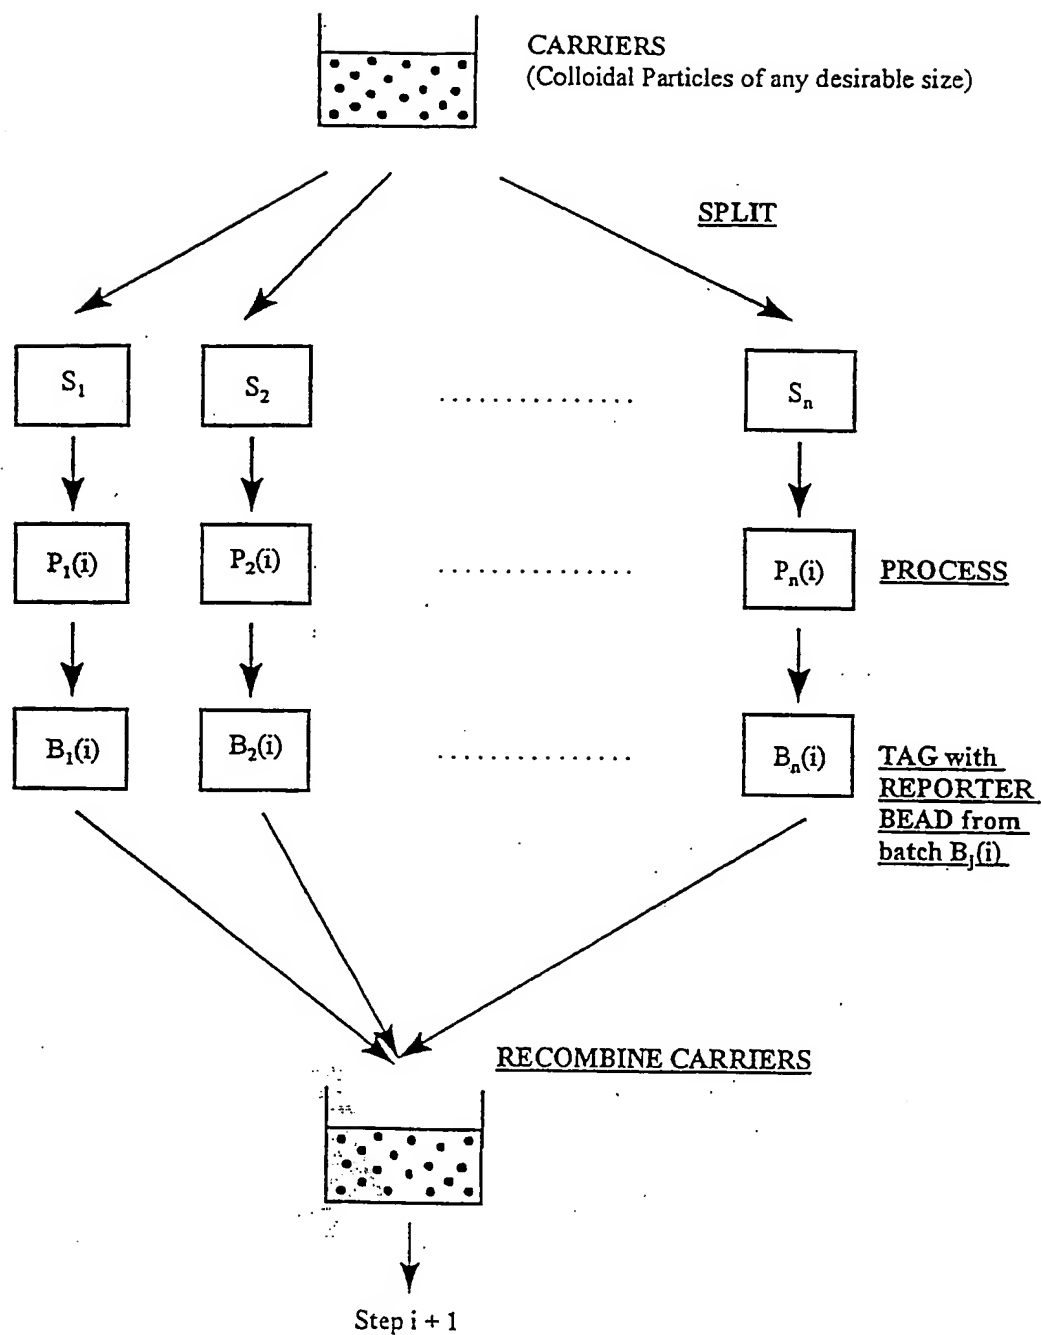 CARRIERS
(Colloidal Particles of any desirable size)
SPLIT
S₁
S₂
..............
Sₙ
P₁(i)
P₂(i)
..............
Pₙ(i)
PROCESS
B₁(i)
B₂(i)
..............
Bₙ(i)
TAG with
REPORTER
BEAD from
batch Bⱼ(i)
RECOMBINE CARRIERS
Step i + 1